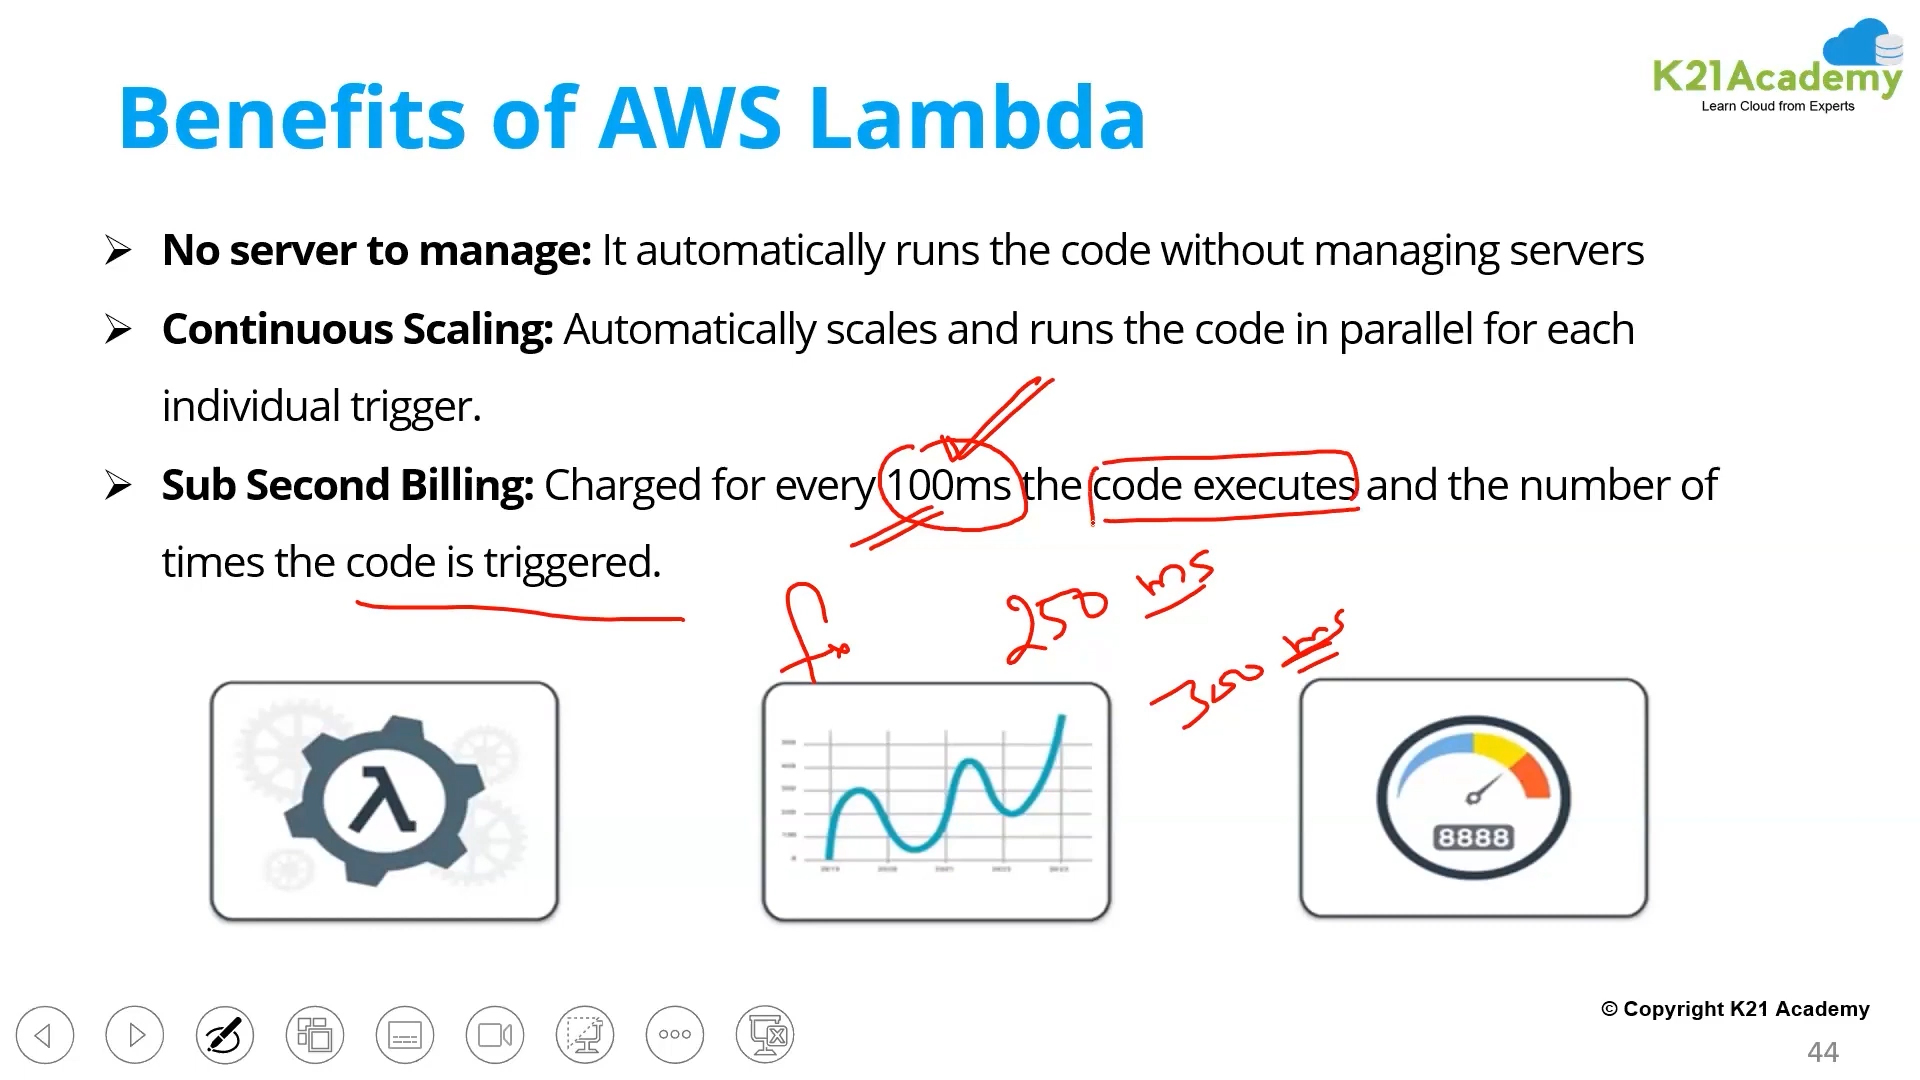 K21Academy
Learn Cloud from Experts
Benefits of AWS Lambda
➢ No server to manage: It automatically runs the code without managing servers
➢ Continuous Scaling: Automatically scales and runs the code in parallel for each
individual trigger.
➢ Sub Second Billing: Charged for every 100ms the code executes and the number of
times the code is triggered.
250 ms
300 ms
λ
8888
© Copyright K21 Academy
44